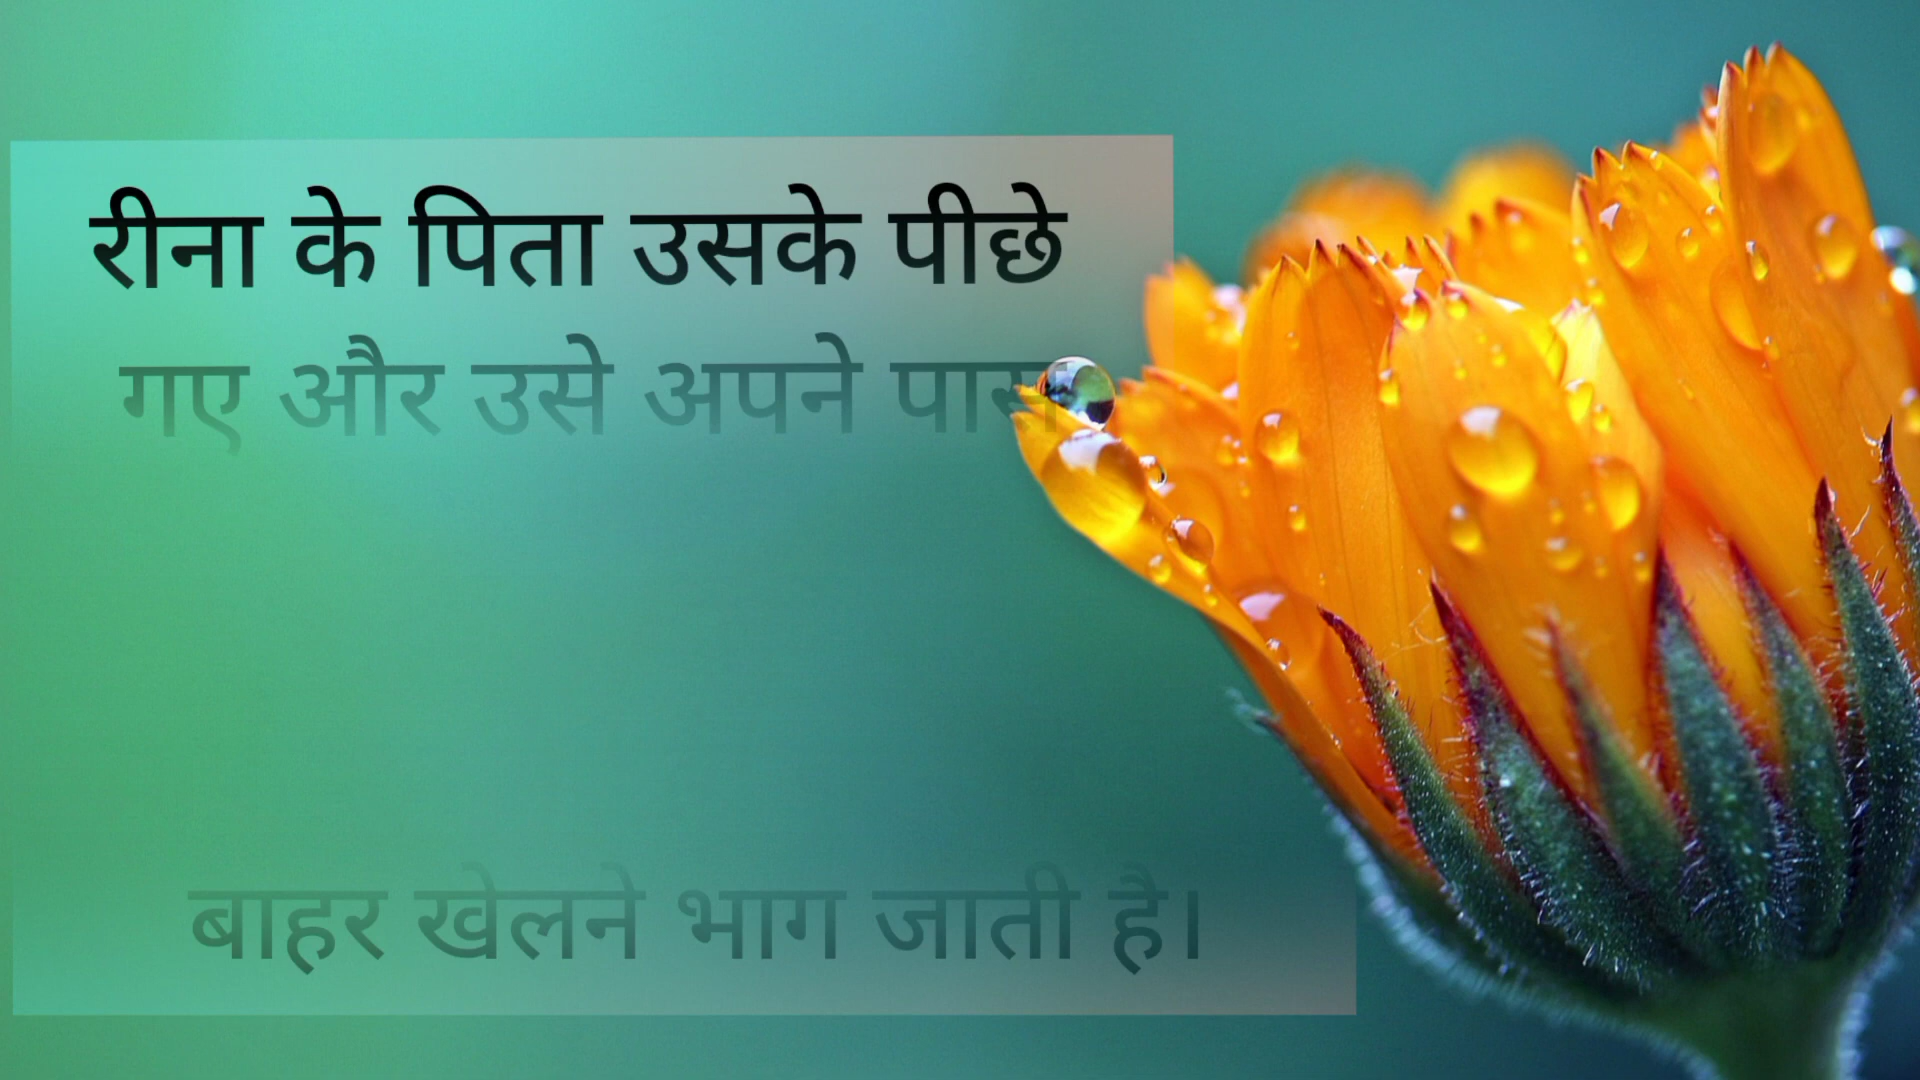 रीना के पिता उसके पीछे
गए और उसे अपने पास
बाहर खेलने भाग जाती है।